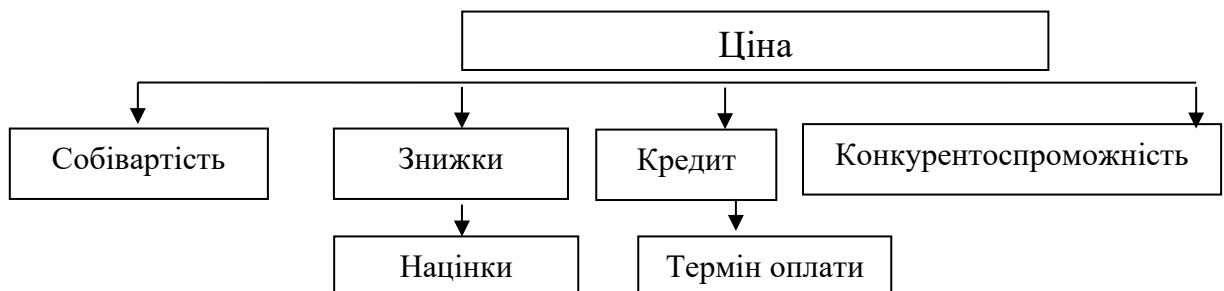 Ціна
Собівартість
Знижки
Кредит
Конкурентоспроможність
Націнки
Термін оплати